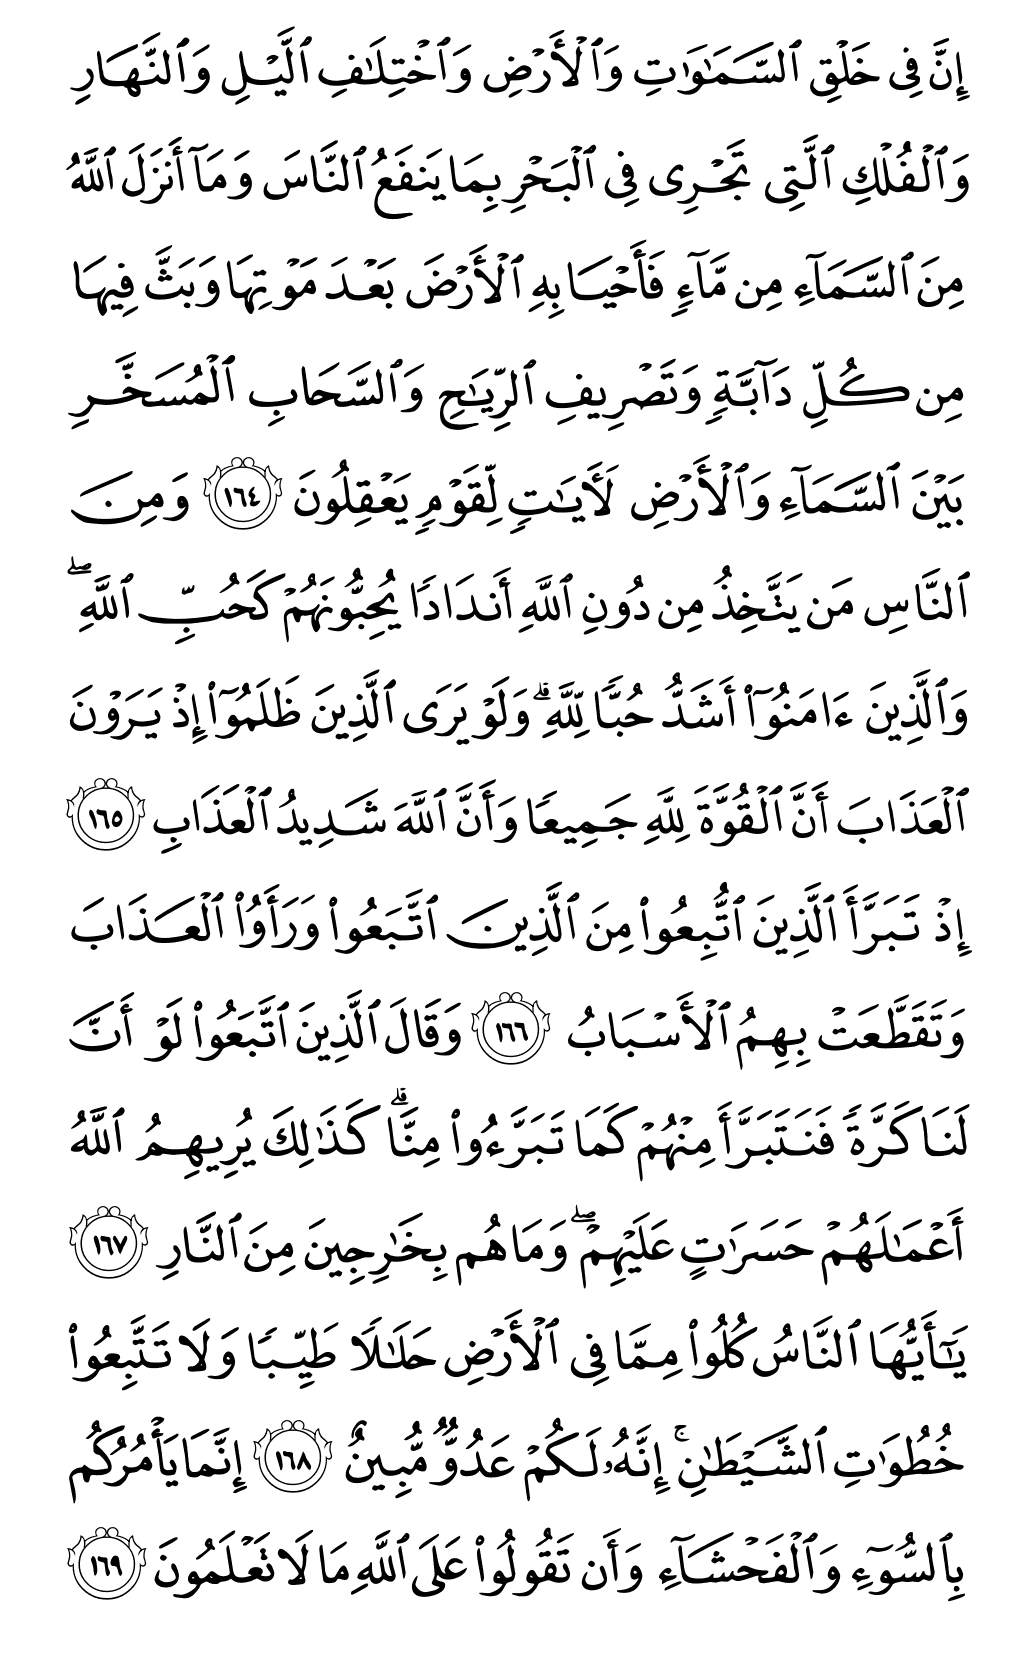 إِنَّ فِي خَلْقِ ٱلسَّمَٰوَٰتِ وَٱلْأَرْضِ وَٱخْتِلَٰفِ ٱلَّيْلِ وَٱلنَّهَارِ
وَٱلْفُلْكِ ٱلَّتِي تَجْرِي فِي ٱلْبَحْرِ بِمَا يَنفَعُ ٱلنَّاسَ وَمَآ أَنزَلَ ٱللَّهُ
مِنَ ٱلسَّمَآءِ مِن مَّآءٍ فَأَحْيَا بِهِ ٱلْأَرْضَ بَعْدَ مَوْتِهَا وَبَثَّ فِيهَا
مِن كُلِّ دَآبَّةٍ وَتَصْرِيفِ ٱلرِّيَٰحِ وَٱلسَّحَابِ ٱلْمُسَخَّرِ
بَيْنَ ٱلسَّمَآءِ وَٱلْأَرْضِ لَأٓيَٰتٍ لِّقَوْمٍ يَعْقِلُونَ ١٦٤ وَمِنَ
ٱلنَّاسِ مَن يَتَّخِذُ مِن دُونِ ٱللَّهِ أَندَادًا يُحِبُّونَهُمْ كَحُبِّ ٱللَّهِۖ
وَٱلَّذِينَ ءَامَنُوٓا۟ أَشَدُّ حُبًّا لِّلَّهِۗ وَلَوْ يَرَى ٱلَّذِينَ ظَلَمُوٓا۟ إِذْ يَرَوْنَ
ٱلْعَذَابَ أَنَّ ٱلْقُوَّةَ لِلَّهِ جَمِيعًا وَأَنَّ ٱللَّهَ شَدِيدُ ٱلْعَذَابِ ١٦٥
إِذْ تَبَرَّأَ ٱلَّذِينَ ٱتُّبِعُوا۟ مِنَ ٱلَّذِينَ ٱتَّبَعُوا۟ وَرَأَوُا۟ ٱلْعَذَابَ
وَتَقَطَّعَتْ بِهِمُ ٱلْأَسْبَابُ ١٦٦ وَقَالَ ٱلَّذِينَ ٱتَّبَعُوا۟ لَوْ أَنَّ
لَنَا كَرَّةً فَنَتَبَرَّأَ مِنْهُمْ كَمَا تَبَرَّءُوا۟ مِنَّاۗ كَذَٰلِكَ يُرِيهِمُ ٱللَّهُ
أَعْمَٰلَهُمْ حَسَرَٰتٍ عَلَيْهِمْۖ وَمَا هُم بِخَٰرِجِينَ مِنَ ٱلنَّارِ ١٦٧
يَٰٓأَيُّهَا ٱلنَّاسُ كُلُوا۟ مِمَّا فِي ٱلْأَرْضِ حَلَٰلًا طَيِّبًا وَلَا تَتَّبِعُوا۟
خُطُوَٰتِ ٱلشَّيْطَٰنِۚ إِنَّهُۥ لَكُمْ عَدُوٌّ مُّبِينٌ ١٦٨ إِنَّمَا يَأْمُرُكُم
بِٱلسُّوٓءِ وَٱلْفَحْشَآءِ وَأَن تَقُولُوا۟ عَلَى ٱللَّهِ مَا لَا تَعْلَمُونَ ١٦٩